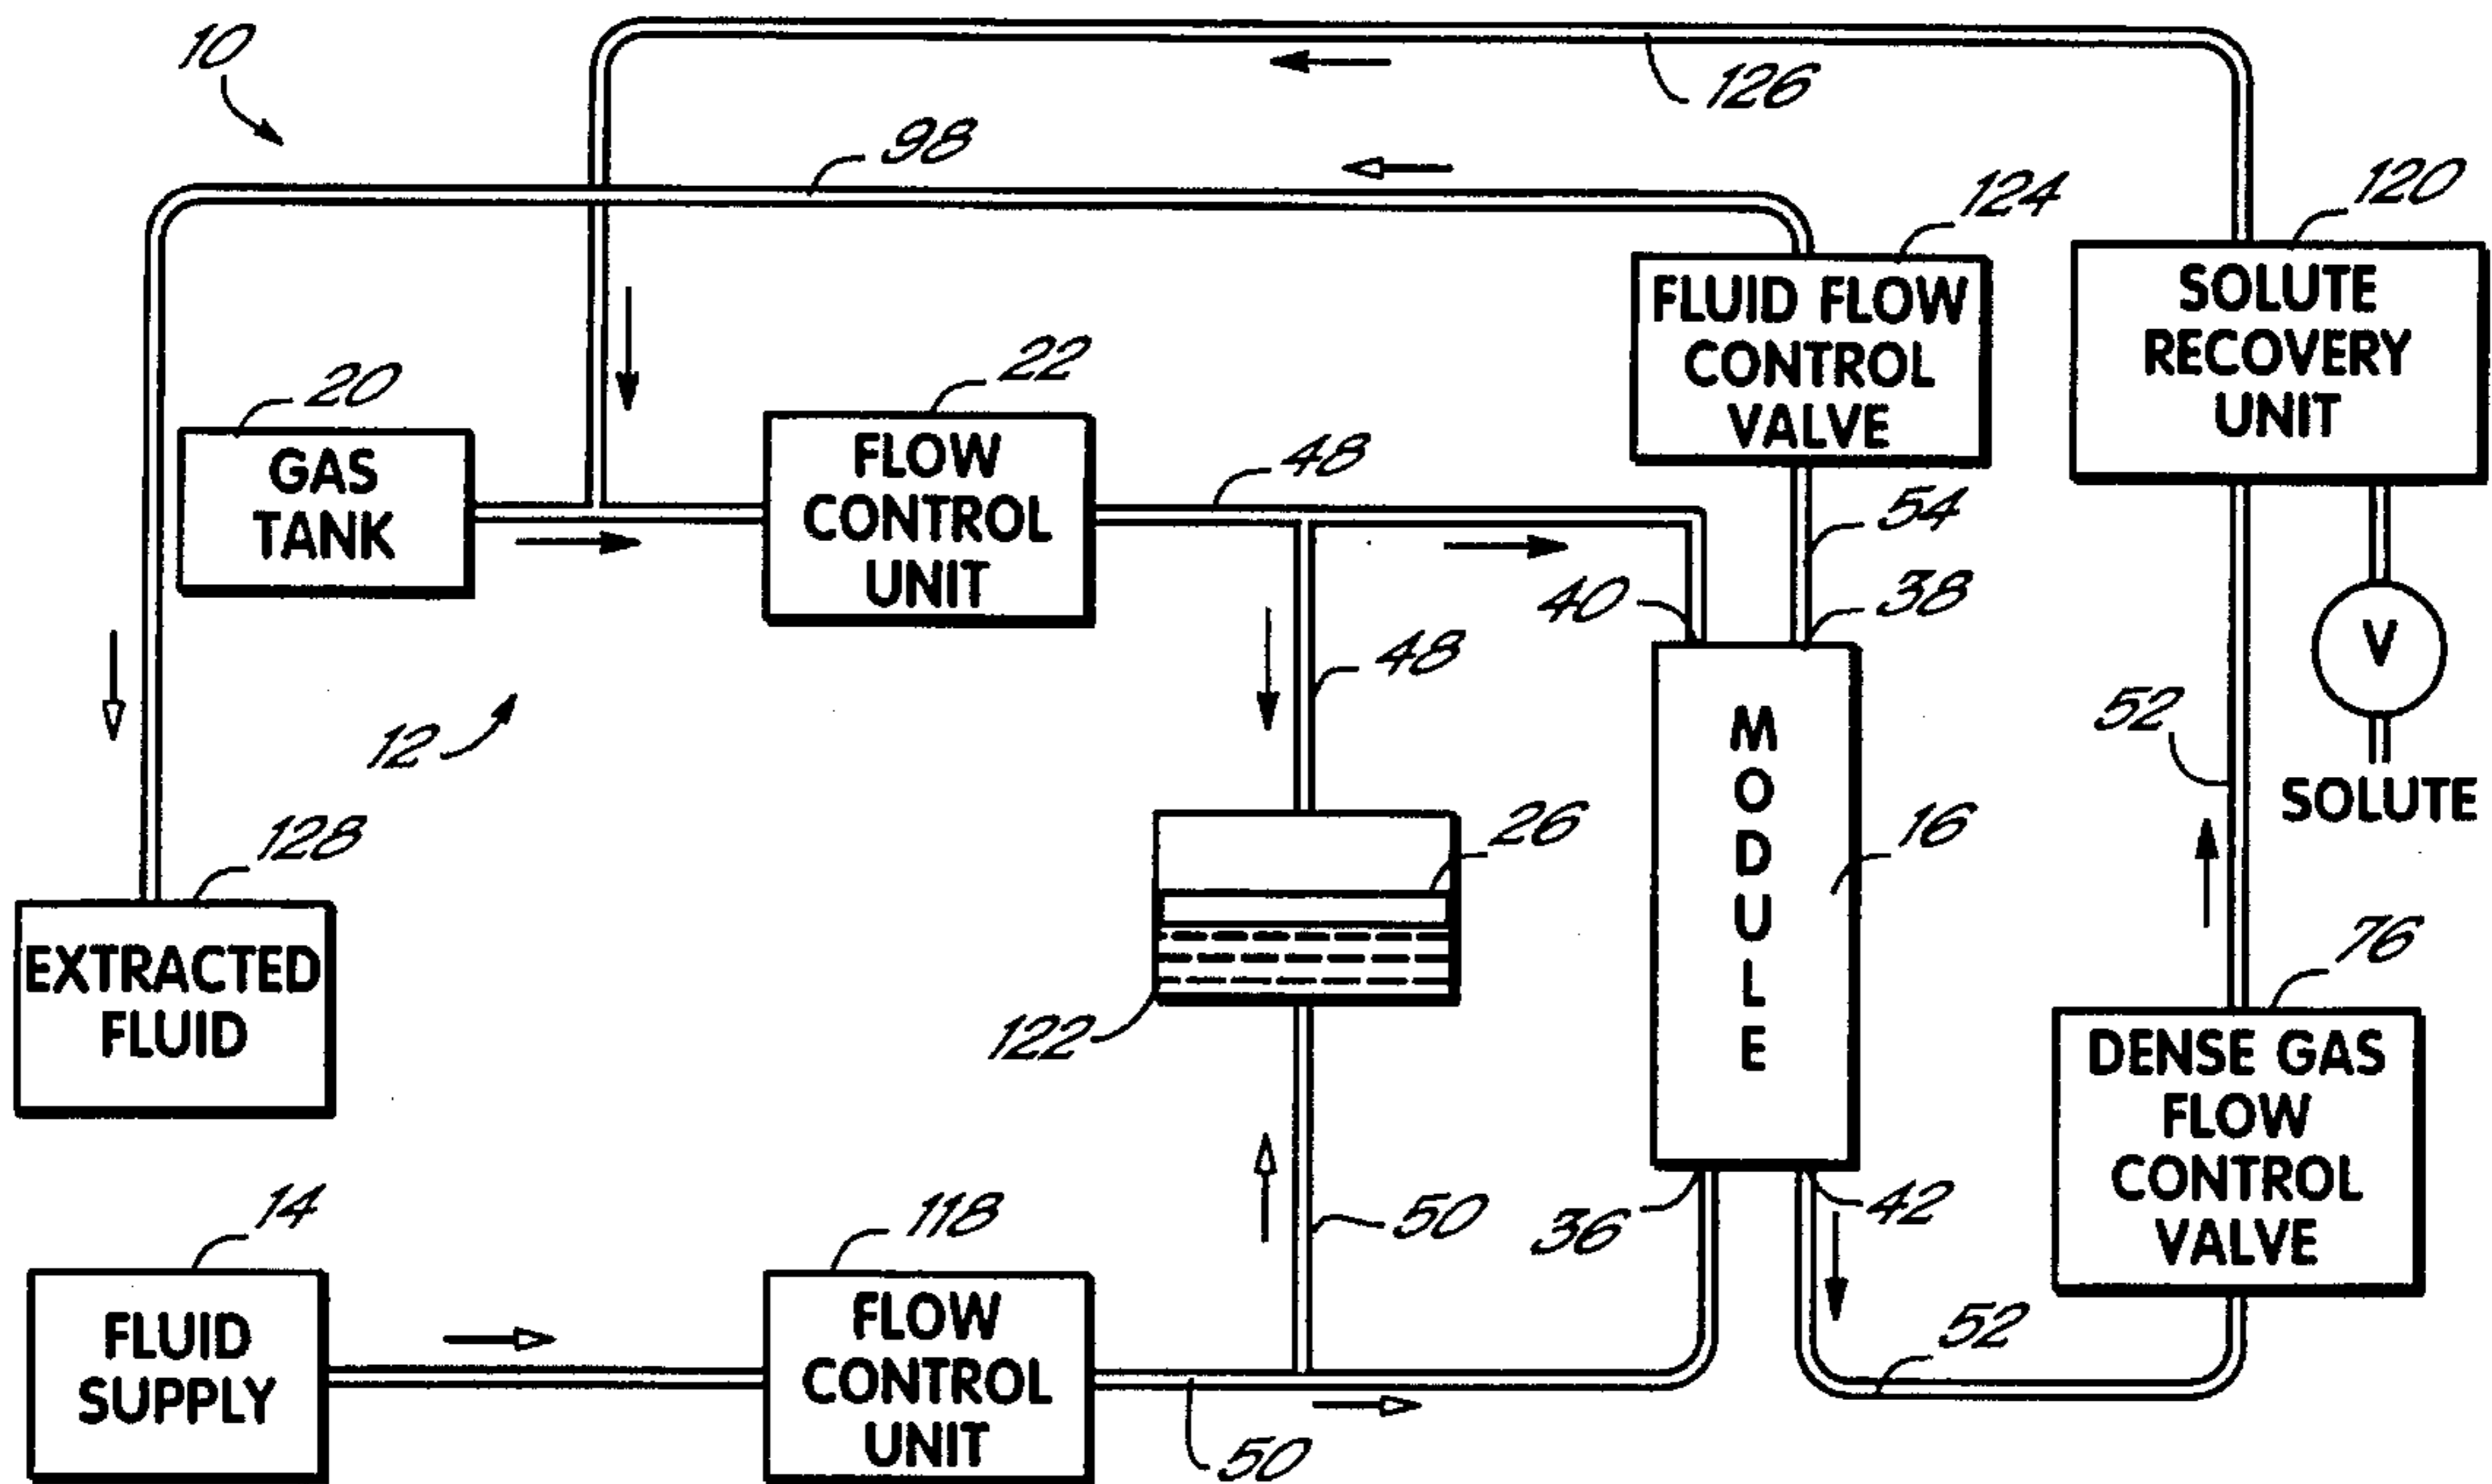 10
126
98
124
120
FLUID FLOW
CONTROL
VALVE
SOLUTE
RECOVERY
UNIT
20
22
GAS
TANK
FLOW
CONTROL
UNIT
48
54
40
38
V
48
12
52
SOLUTE
MODULE
16
26
128
EXTRACTED
FLUID
122
76
DENSE GAS
FLOW
CONTROL
VALVE
14
118
50
36
42
FLUID
SUPPLY
FLOW
CONTROL
UNIT
52
50